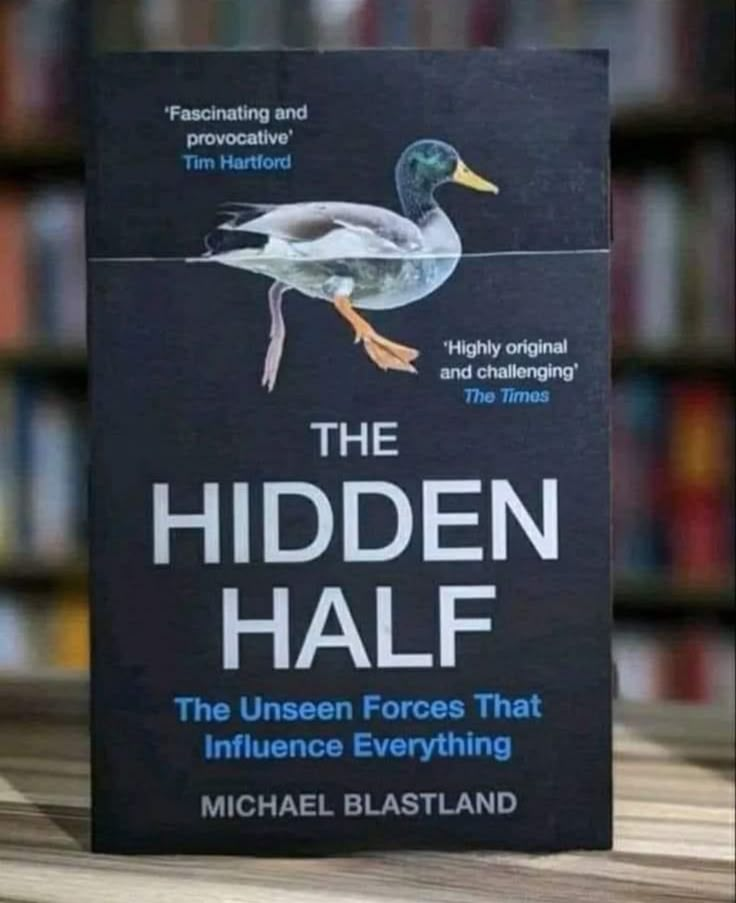 'Fascinating and
provocative'
Tim Hartford
'Highly original
and challenging'
The Times
THE
HIDDEN
HALF
The Unseen Forces That
Influence Everything
MICHAEL BLASTLAND